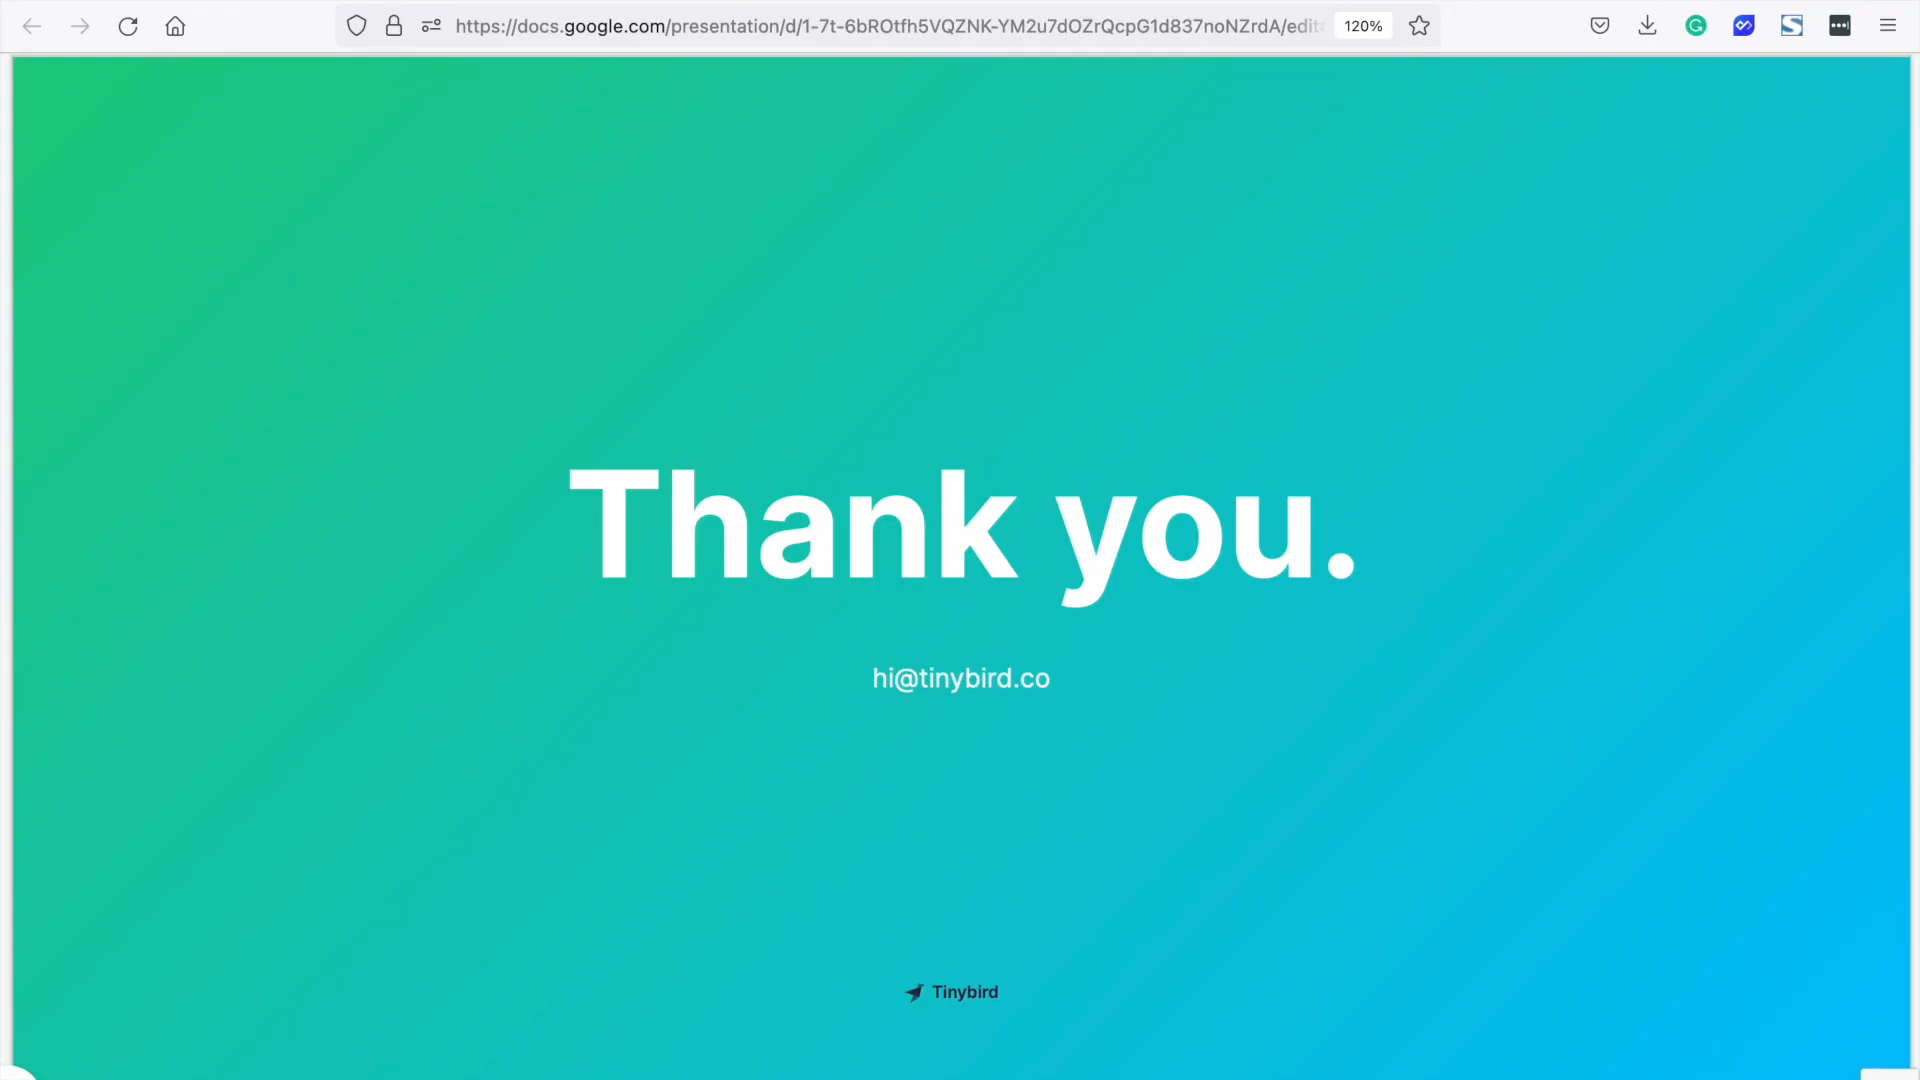 https://docs.google.com/presentation/d/1-7t-6bROtfh5VQZNK-YM2u7dOZrQcpG1d837noNZrdA/edit
120%
Thank you.
hi@tinybird.co
Tinybird